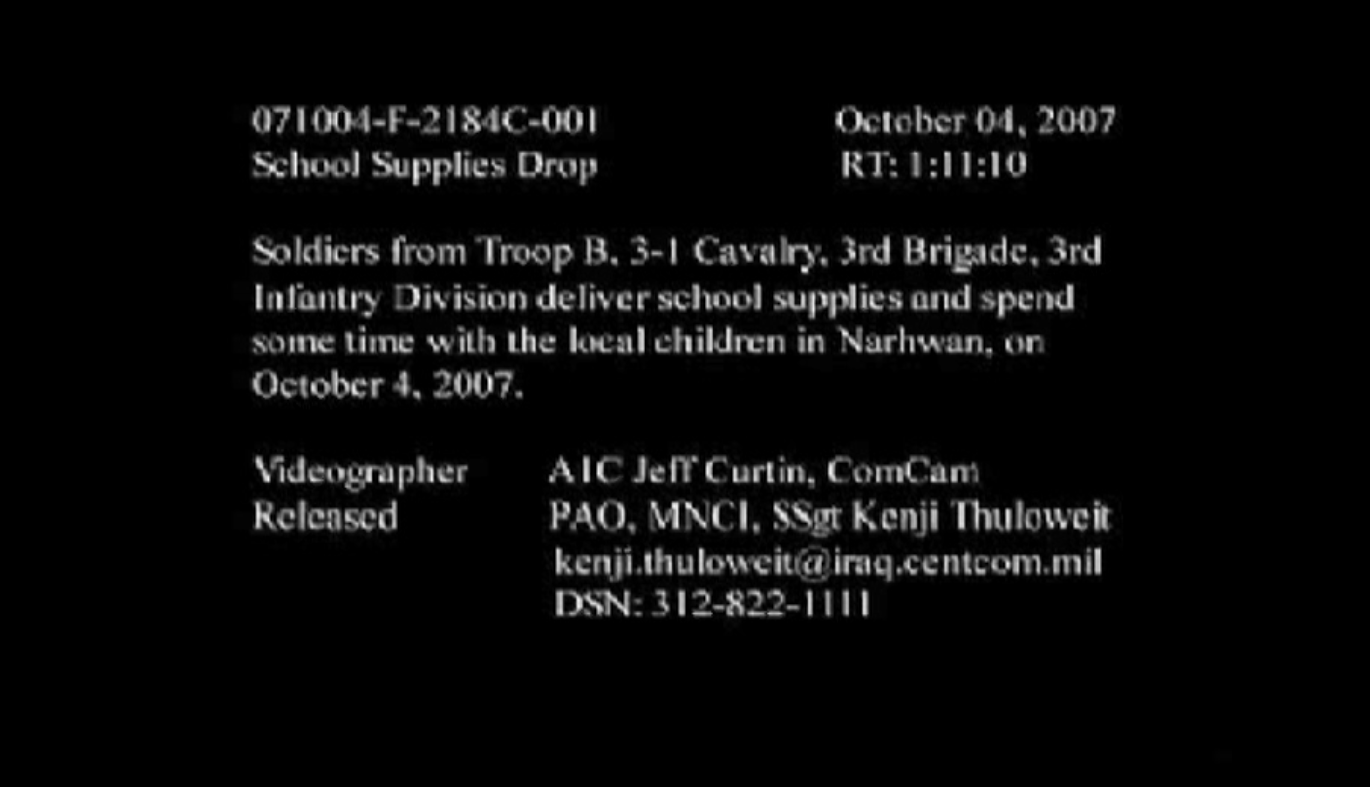 071004-F-2184C-001 October 04, 2007
School Supplies Drop RT: 1:11:10
Soldiers from Troop B, 3-1 Cavalry, 3rd Brigade, 3rd
Infantry Division deliver school supplies and spend
some time with the local children in Narhwan, on
October 4, 2007.
Videographer A1C Jeff Curtin, ComCam
Released PAO, MNCI, SSgt Kenji Thuloweit
kenji.thuloweit@iraq.centcom.mil
DSN: 312-822-1111